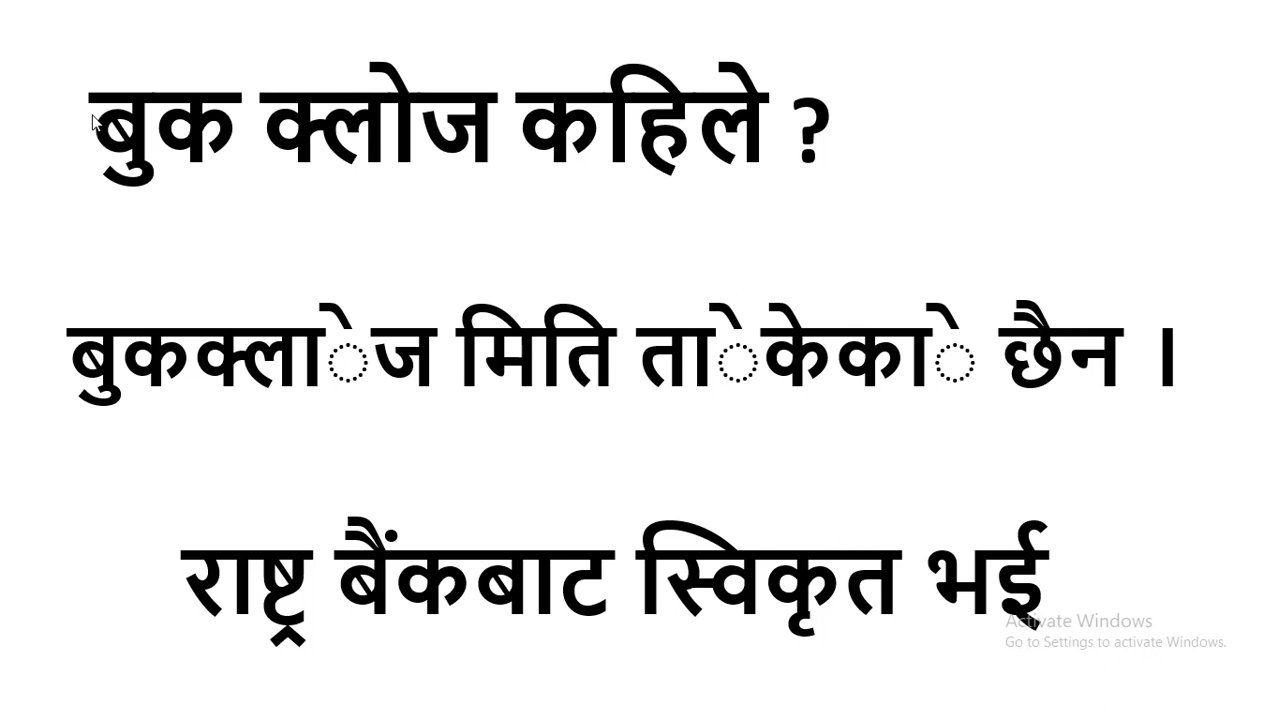 बुक क्लोज कहिले ?
बुकक्लाेज मिति ताेकेकाे छैन ।
राष्ट्र बैंकबाट स्विकृत भई
Activate Windows
Go to Settings to activate Windows.